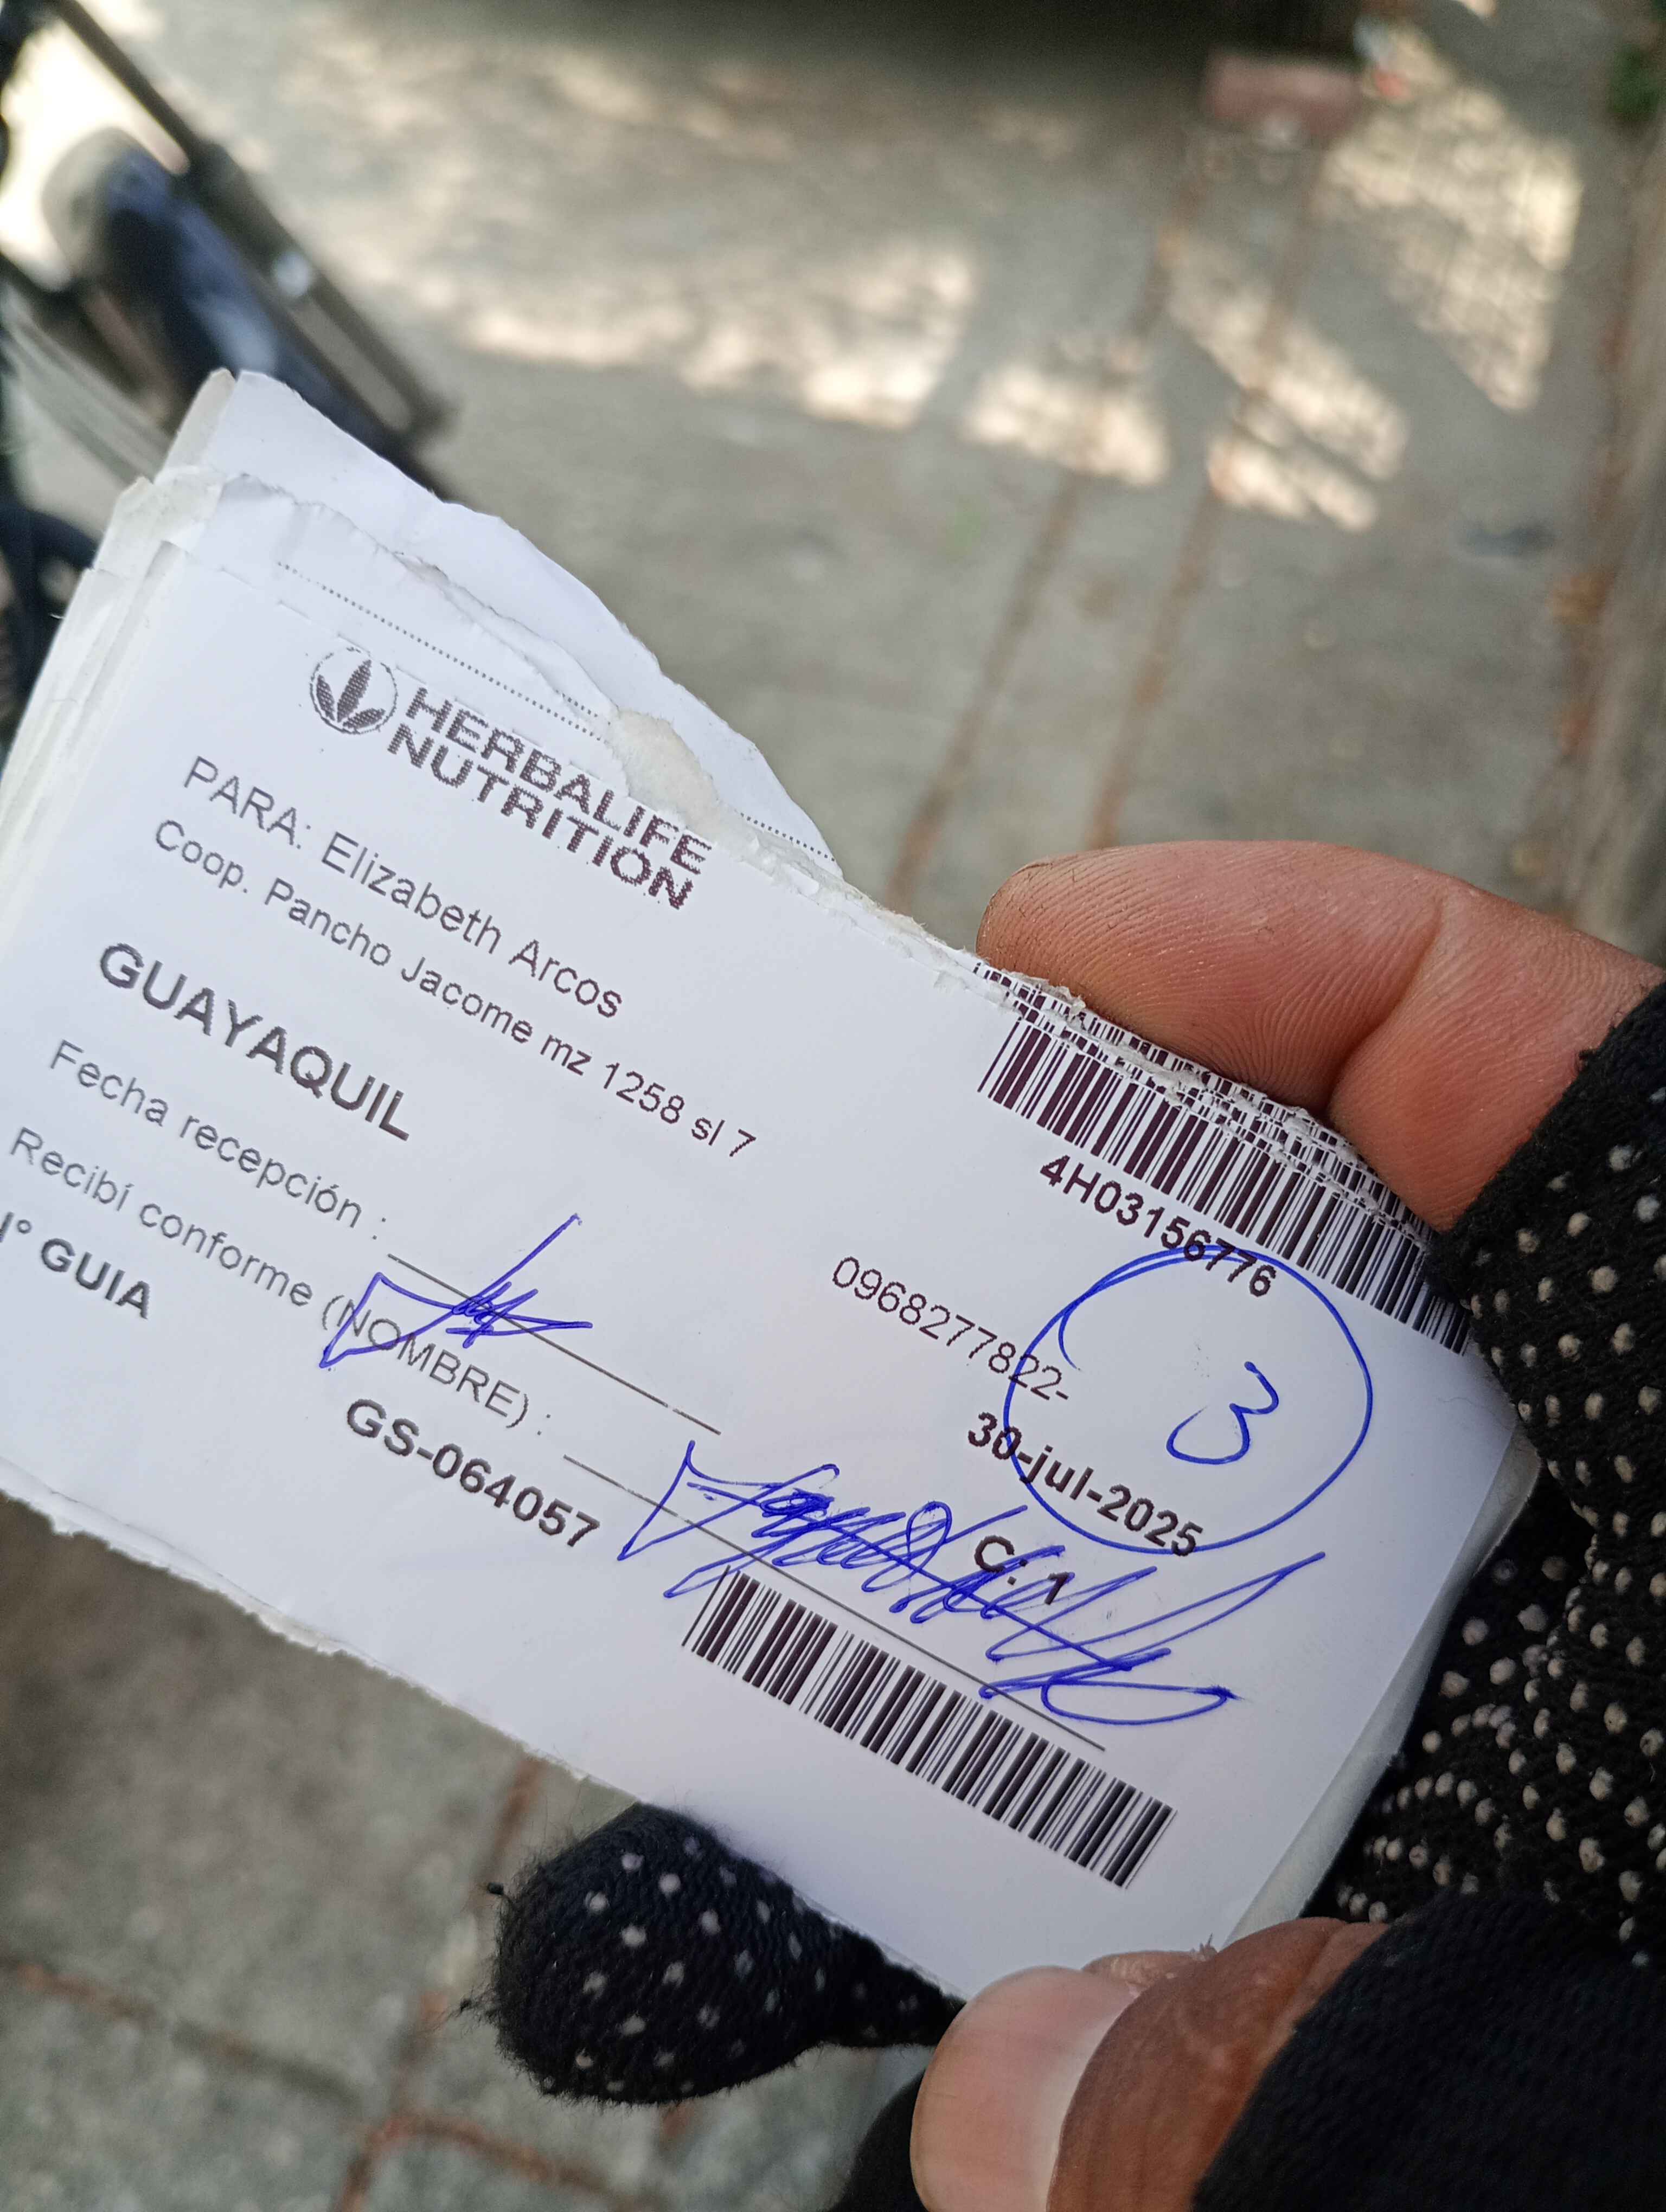 HERBALIFE
NUTRITION
4H03156776
PARA: Elizabeth Arcos
Coop. Pancho Jacome mz 1258 sl 7
0968277822-
GUAYAQUIL
30-jul-2025
3
Fecha recepción :
C: 1
Recibí conforme (NOMBRE) :
° GUIA
GS-064057